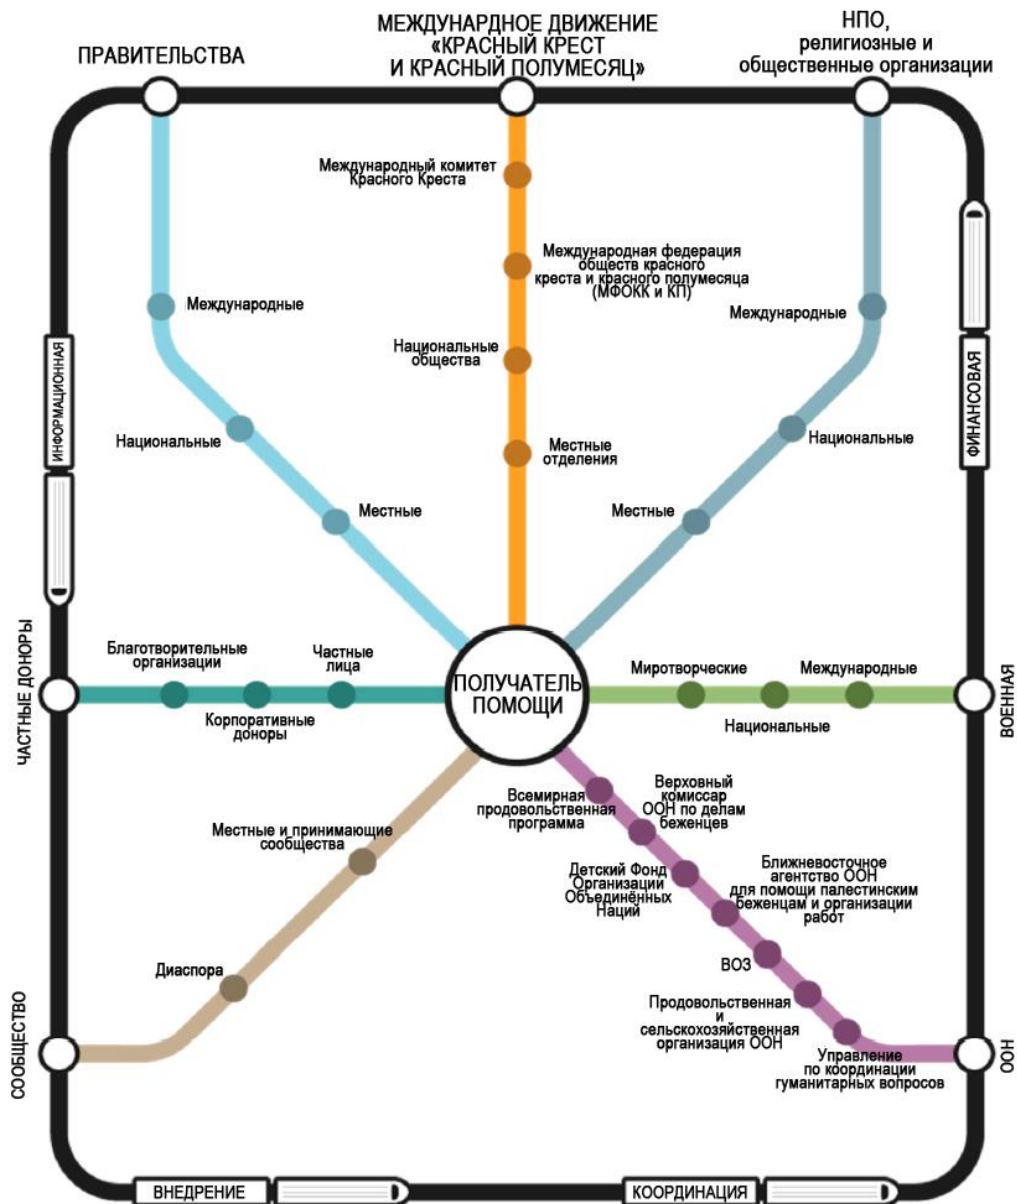 ПРАВИТЕЛЬСТВА
МЕЖДУНАРДНОЕ ДВИЖЕНИЕ
«КРАСНЫЙ КРЕСТ
И КРАСНЫЙ ПОЛУМЕСЯЦ»
НПО,
религиозные и
общественные организации
Международный комитет
Красного Креста
Международная федерация
обществ красного
креста и красного полумесяца
(МФОКК и КП)
Международные
Международные
Национальные
общества
ИНФОРМАЦИОННАЯ
ФИНАНСОВАЯ
Национальные
Национальные
Местные
отделения
Местные
Местные
ЧАСТНЫЕ ДОНОРЫ
Благотворительные
организации
Частные
лица
Корпоративные
доноры
ПОЛУЧАТЕЛЬ
ПОМОЩИ
Миротворческие
Международные
Национальные
ВОЕННАЯ
Всемирная
продовольственная
программа
Верховный
комиссар
ООН по делам
беженцев
Местные и принимающие
сообщества
Детский Фонд
Организации
Объединённых
Наций
Ближневосточное
агентство ООН
для помощи палестинским
беженцам и организации
работ
Диаспора
ВОЗ
Продовольственная
и
сельскохозяйственная
организация ООН
СООБЩЕСТВО
ООН
Управление
по координации
гуманитарных вопросов
ВНЕДРЕНИЕ
КООРДИНАЦИЯ